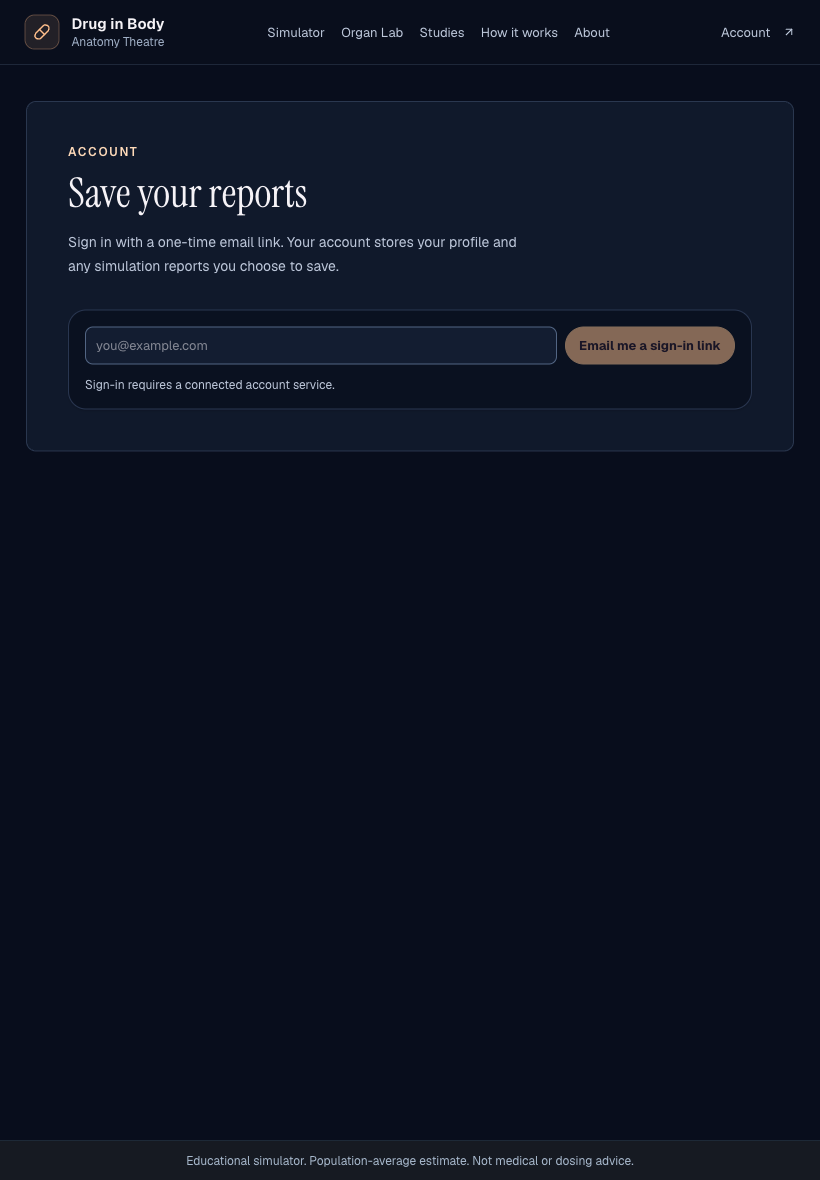 Drug in Body
Anatomy Theatre
Simulator
Organ Lab
Studies
How it works
About
Account
ACCOUNT
Save your reports
Sign in with a one-time email link. Your account stores your profile and
any simulation reports you choose to save.
you@example.com
Email me a sign-in link
Sign-in requires a connected account service.
Educational simulator. Population-average estimate. Not medical or dosing advice.